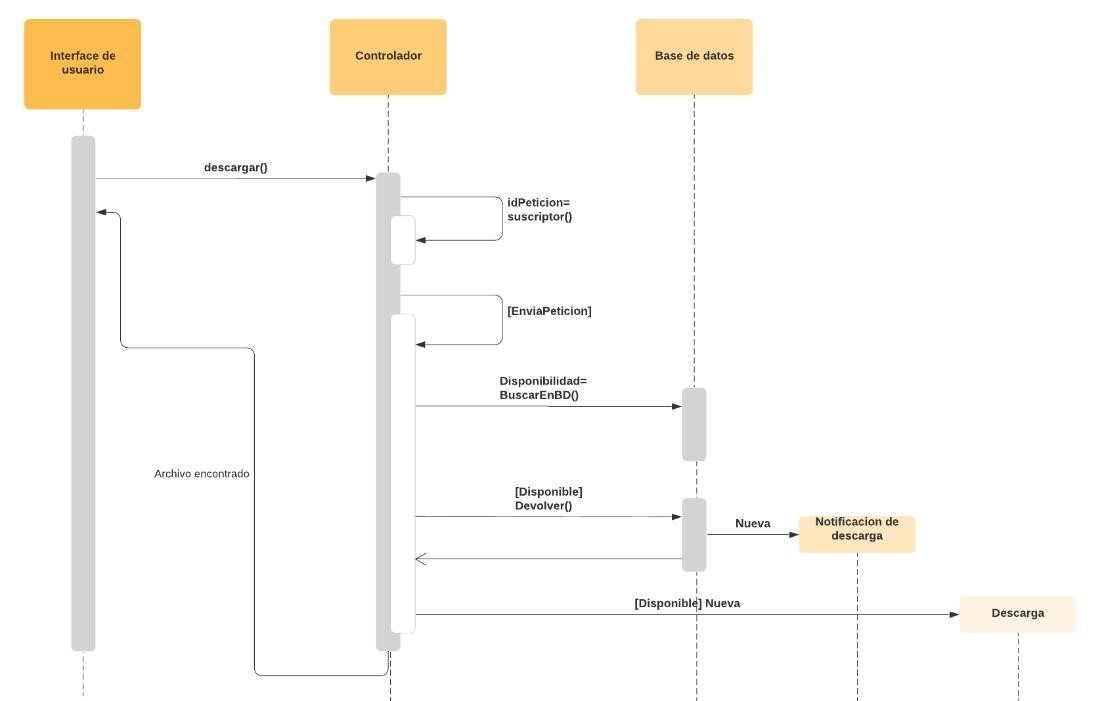 Interface de
usuario
Controlador
Base de datos
descargar()
idPeticion=
suscriptor()
[EnviaPeticion]
Disponibilidad=
BuscarEnBD()
Archivo encontrado
[Disponible]
Devolver()
Nueva
Notificacion de
descarga
[Disponible] Nueva
Descarga